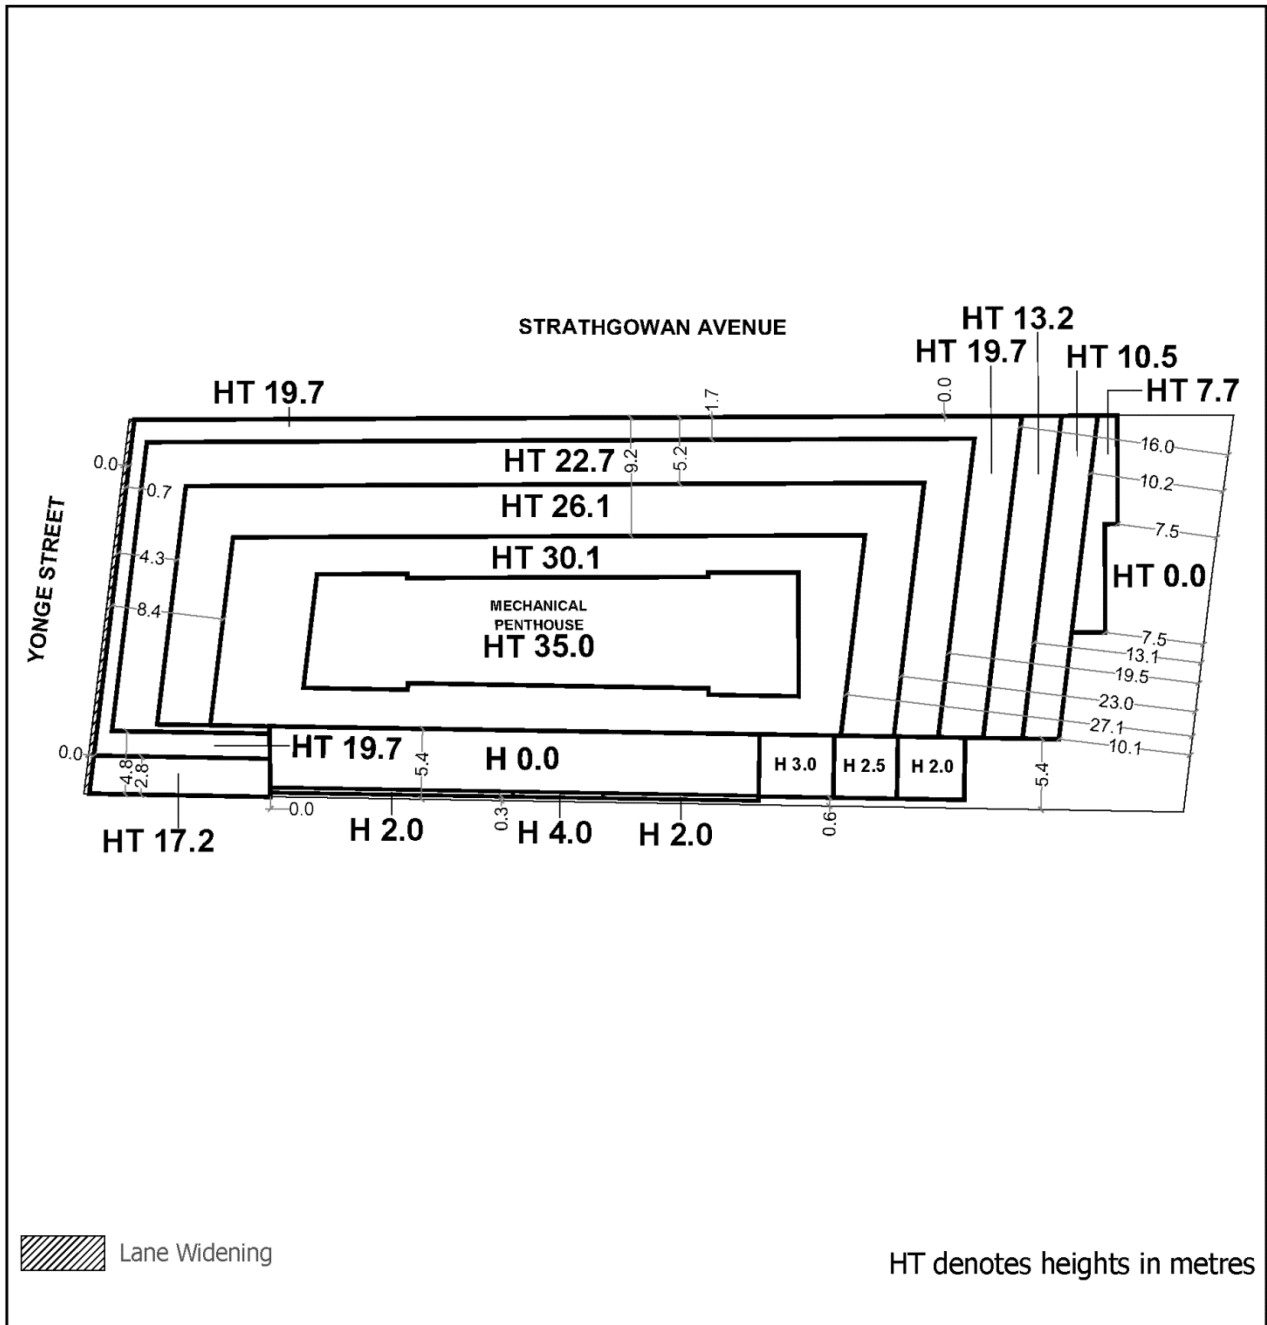 STRATHGOWAN AVENUE
HT 13.2
HT 19.7
HT 10.5
HT 7.7
HT 19.7
1.7
0.0
16.0
0.0
HT 22.7
9.2
5.2
10.2
0.7
HT 26.1
7.5
YONGE STREET
4.3
HT 30.1
HT 0.0
8.4
MECHANICAL
PENTHOUSE
HT 35.0
7.5
13.1
19.5
23.0
27.1
10.1
0.0
HT 19.7
H 0.0
4.8
2.8
5.4
H 3.0
H 2.5
H 2.0
5.4
0.0
HT 17.2
H 2.0
0.3
H 4.0
H 2.0
0.6
Lane Widening
HT denotes heights in metres